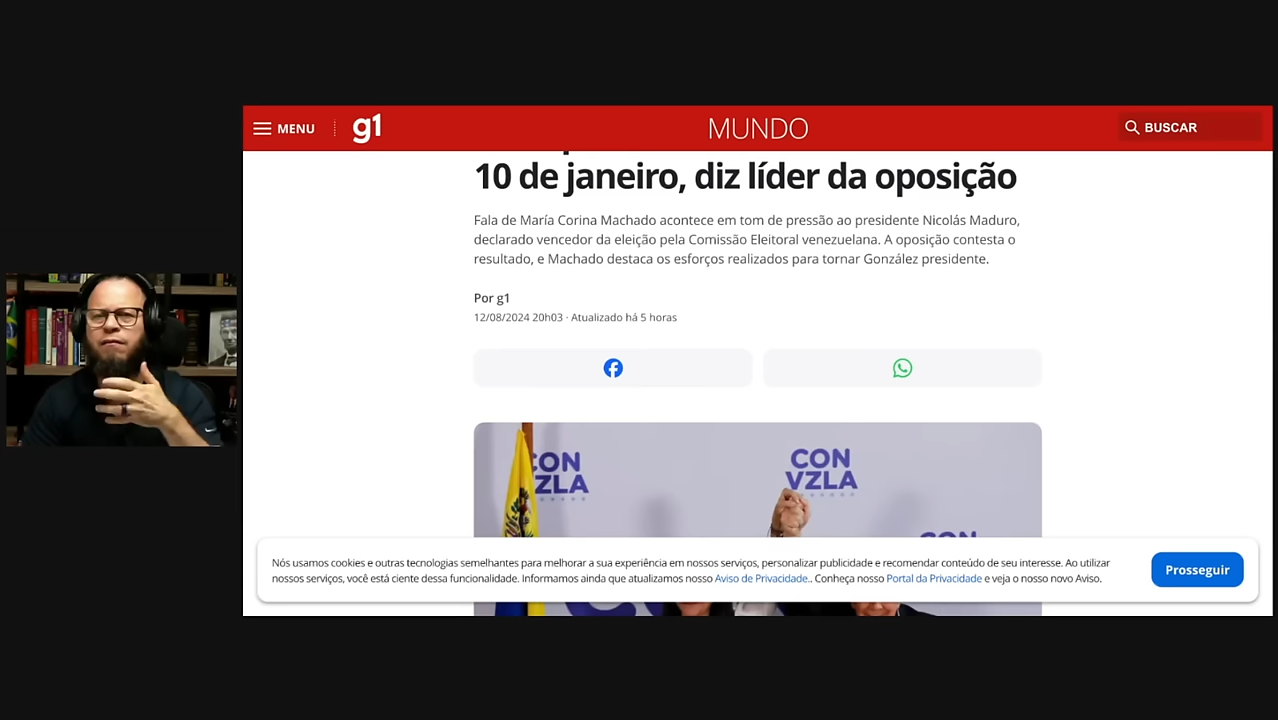 MENU
g1
MUNDO
BUSCAR
10 de janeiro, diz líder da oposição
Fala de María Corina Machado acontece em tom de pressão ao presidente Nicolás Maduro,
declarado vencedor da eleição pela Comissão Eleitoral venezuelana. A oposição contesta o
resultado, e Machado destaca os esforços realizados para tornar González presidente.
Por g1
12/08/2024 20h03 · Atualizado há 5 horas
CON
VZLA
CON
VZLA
Nós usamos cookies e outras tecnologias semelhantes para melhorar a sua experiência em nossos serviços, personalizar publicidade e recomendar conteúdo de seu interesse. Ao utilizar
nossos serviços, você está ciente dessa funcionalidade. Informamos ainda que atualizamos nosso Aviso de Privacidade.. Conheça nosso Portal da Privacidade e veja o nosso novo Aviso.
Prosseguir